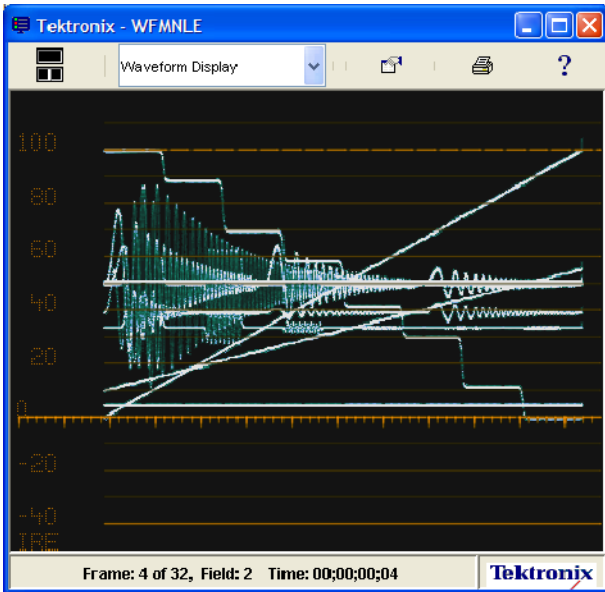 Tektronix - WFMNLE
Waveform Display
?
100
80
60
40
20
0
-20
-40
IRE
Frame: 4 of 32, Field: 2 Time: 00;00;00;04
Tektronix